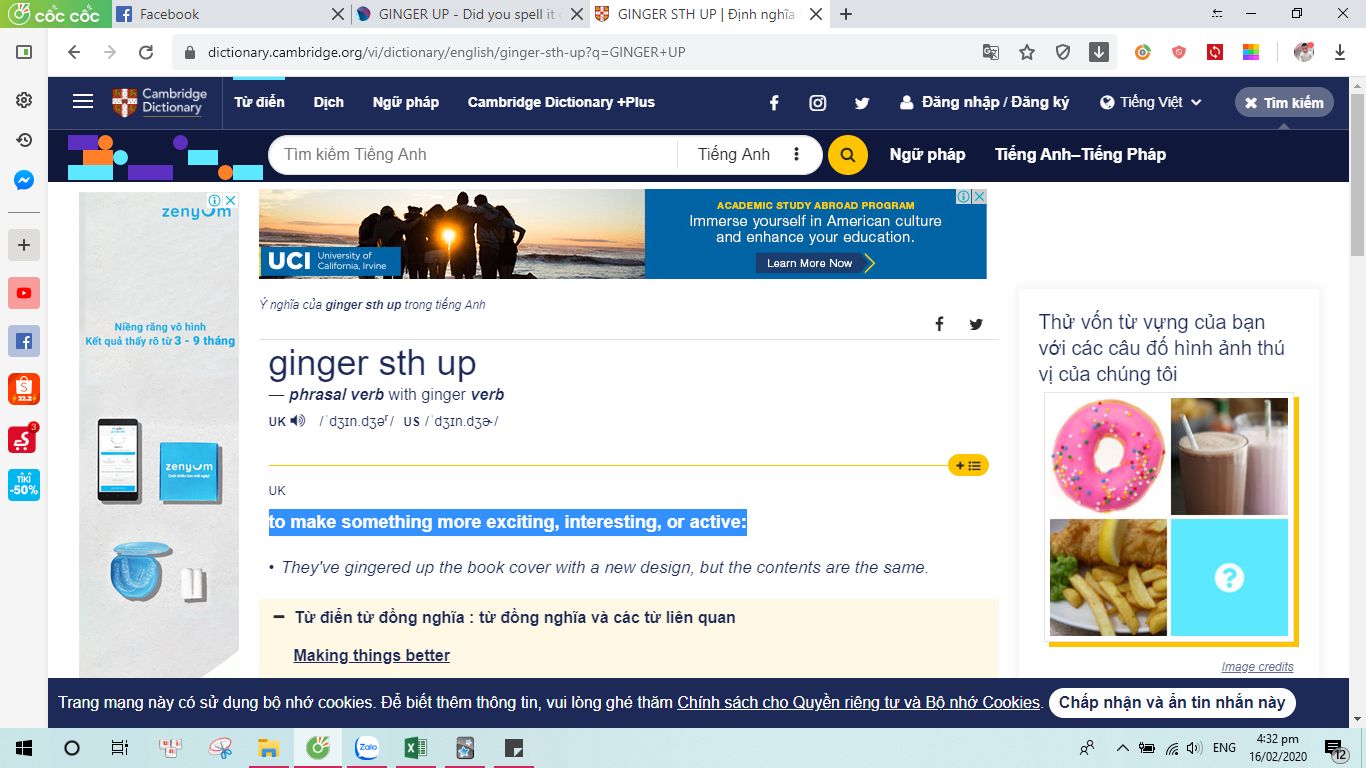 cốc cốc
Facebook
GINGER UP - Did you spell it
GINGER STH UP | Định nghĩa
dictionary.cambridge.org/vi/dictionary/english/ginger-sth-up?q=GINGER+UP
Cambridge
Dictionary
Từ điển Dịch Ngữ pháp Cambridge Dictionary +Plus
Đăng nhập / Đăng ký
Tiếng Việt
Tìm kiếm
Tìm kiếm Tiếng Anh
Tiếng Anh
Ngữ pháp Tiếng Anh–Tiếng Pháp
zenyum
Niềng răng vô hình
Kết quả thấy rõ từ 3 - 9 tháng
zenyum
UCI University of
California, Irvine
ACADEMIC STUDY ABROAD PROGRAM
Immerse yourself in American culture
and enhance your education.
Learn More Now
Ý nghĩa của ginger sth up trong tiếng Anh
ginger sth up
— phrasal verb with ginger verb
UK /ˈdʒɪn.dʒəʳ/ US /ˈdʒɪn.dʒɚ/
UK
to make something more exciting, interesting, or active:
• They've gingered up the book cover with a new design, but the contents are the same.
Từ điển từ đồng nghĩa : từ đồng nghĩa và các từ liên quan
Making things better
Thử vốn từ vựng của bạn
với các câu đố hình ảnh thú
vị của chúng tôi
?
Image credits
22.2
3
TIKI
-50%
Trang mạng này có sử dụng bộ nhớ cookies. Để biết thêm thông tin, vui lòng ghé thăm Chính sách cho Quyền riêng tư và Bộ nhớ Cookies.
Chấp nhận và ẩn tin nhắn này
Zalo
ENG
4:32 pm
16/02/2020
12